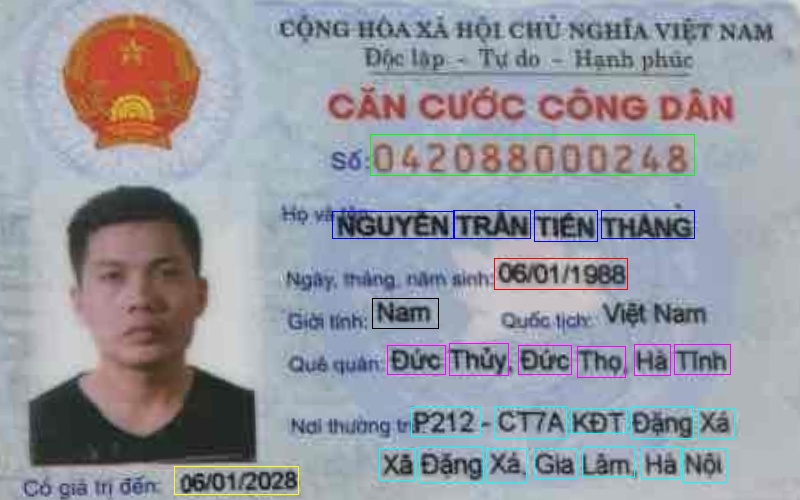 CỘNG HÒA XÃ HỘI CHỦ NGHĨA VIỆT NAM
Độc lập - Tự do - Hạnh phúc
CĂN CƯỚC CÔNG DÂN
Số: 042088000248
Họ và tên:
NGUYỄN TRẦN TIẾN THẮNG
Ngày, tháng, năm sinh: 06/01/1988
Giới tính: Nam Quốc tịch: Việt Nam
Quê quán: Đức Thủy, Đức Thọ, Hà Tĩnh
Nơi thường trú: P212 - CT7A KĐT Đặng Xá
Xã Đặng Xá, Gia Lâm, Hà Nội
Có giá trị đến: 06/01/2028